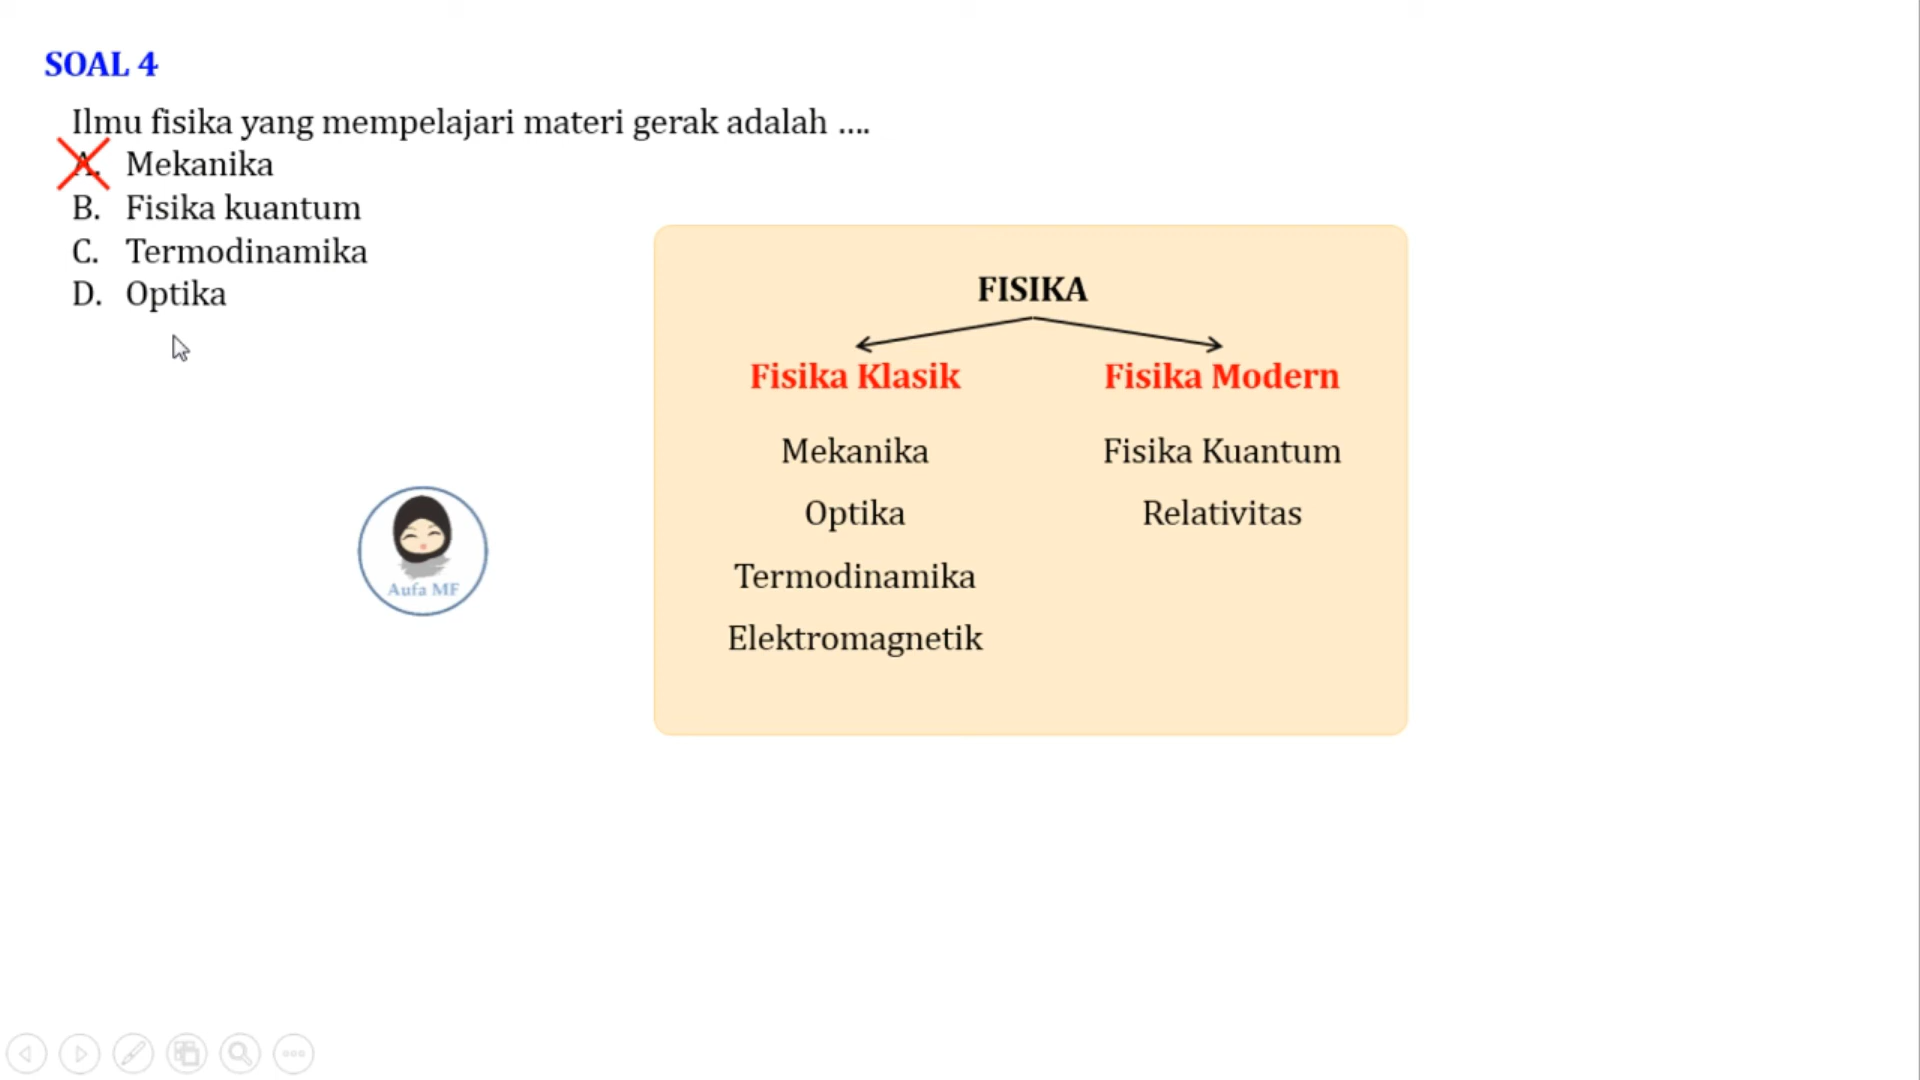 SOAL 4
Ilmu fisika yang mempelajari materi gerak adalah ....
A. Mekanika
B. Fisika kuantum
C. Termodinamika
D. Optika
FISIKA
Fisika Klasik
Mekanika
Optika
Termodinamika
Elektromagnetik
Fisika Modern
Fisika Kuantum
Relativitas
Aufa MF